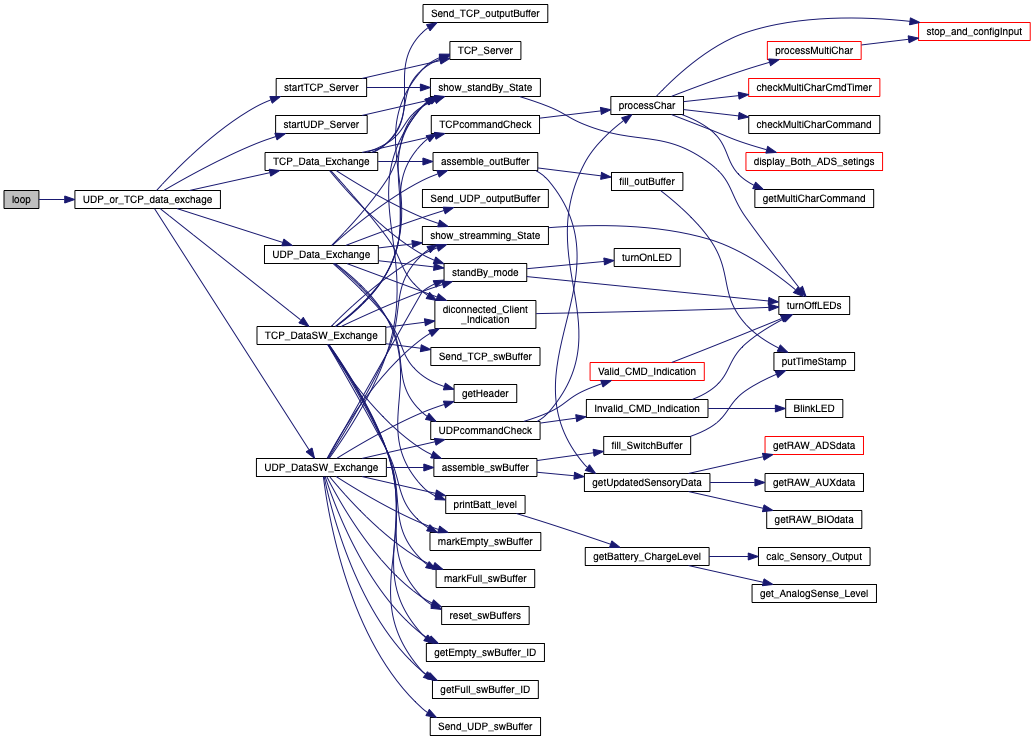 loop
UDP_or_TCP_data_exchage
startTCP_Server
startUDP_Server
TCP_Data_Exchange
UDP_Data_Exchange
TCP_DataSW_Exchange
UDP_DataSW_Exchange
Send_TCP_outputBuffer
TCP_Server
show_standBy_State
TCPcommandCheck
assemble_outBuffer
Send_UDP_outputBuffer
show_streamming_State
standBy_mode
diconnected_Client
_Indication
Send_TCP_swBuffer
getHeader
UDPcommandCheck
assemble_swBuffer
printBatt_level
markEmpty_swBuffer
markFull_swBuffer
reset_swBuffers
getEmpty_swBuffer_ID
getFull_swBuffer_ID
Send_UDP_swBuffer
processChar
fill_outBuffer
turnOnLED
Valid_CMD_Indication
Invalid_CMD_Indication
fill_SwitchBuffer
getUpdatedSensoryData
getBattery_ChargeLevel
stop_and_configInput
processMultiChar
checkMultiCharCmdTimer
checkMultiCharCommand
display_Both_ADS_setings
getMultiCharCommand
turnOffLEDs
putTimeStamp
BlinkLED
getRAW_ADSdata
getRAW_AUXdata
getRAW_BIOdata
calc_Sensory_Output
get_AnalogSense_Level